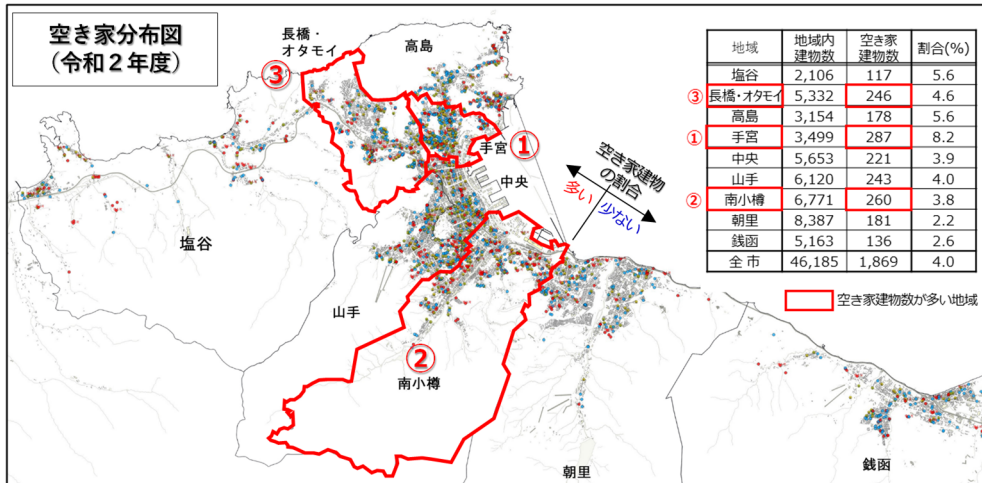 空き家分布図
（令和２年度）
長橋・
オタモイ
高島
③
手宮
①
中央
空き家建物
の割合
多い
少ない
塩谷
山手
②
南小樽
朝里
銭函
地域 地域内建物数 空き家建物数 割合(%)
塩谷 2,106 117 5.6
③ 長橋・オタモイ 5,332 246 4.6
高島 3,154 178 5.6
① 手宮 3,499 287 8.2
中央 5,653 221 3.9
山手 6,120 243 4.0
② 南小樽 6,771 260 3.8
朝里 8,387 181 2.2
銭函 5,163 136 2.6
全市 46,185 1,869 4.0
空き家建物数が多い地域